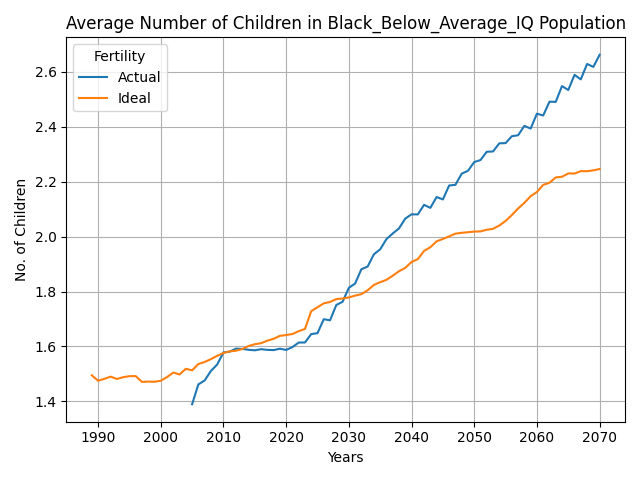 Average Number of Children in Black_Below_Average_IQ Population
Fertility
Actual
Ideal
No. of Children
2.6
2.4
2.2
2.0
1.8
1.6
1.4
1990 2000 2010 2020 2030 2040 2050 2060 2070
Years